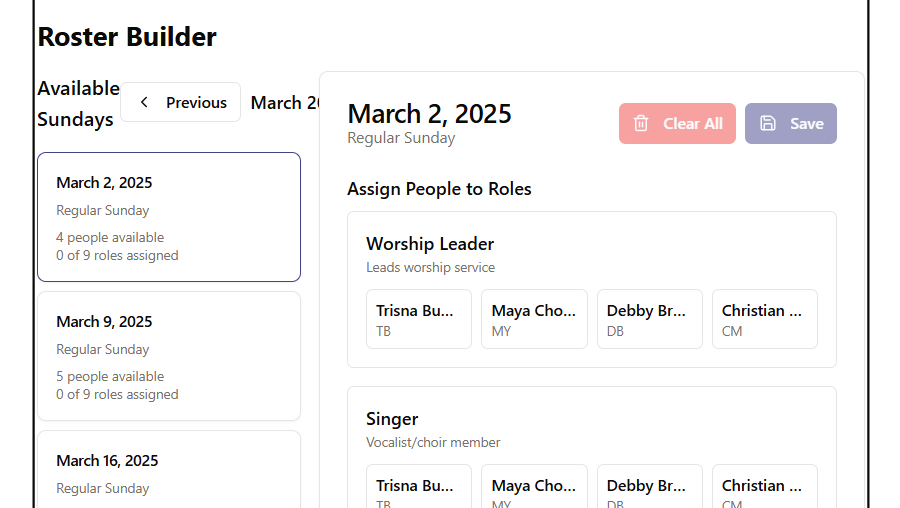 Roster Builder
Available
Sundays
Previous
March 20
March 2, 2025
Regular Sunday
4 people available
0 of 9 roles assigned
March 9, 2025
Regular Sunday
5 people available
0 of 9 roles assigned
March 16, 2025
Regular Sunday
March 2, 2025
Regular Sunday
Clear All
Save
Assign People to Roles
Worship Leader
Leads worship service
Trisna Bu...
TB
Maya Cho...
MY
Debby Br...
DB
Christian ...
CM
Singer
Vocalist/choir member
Trisna Bu...
TB
Maya Cho...
MY
Debby Br...
DB
Christian ...
CM